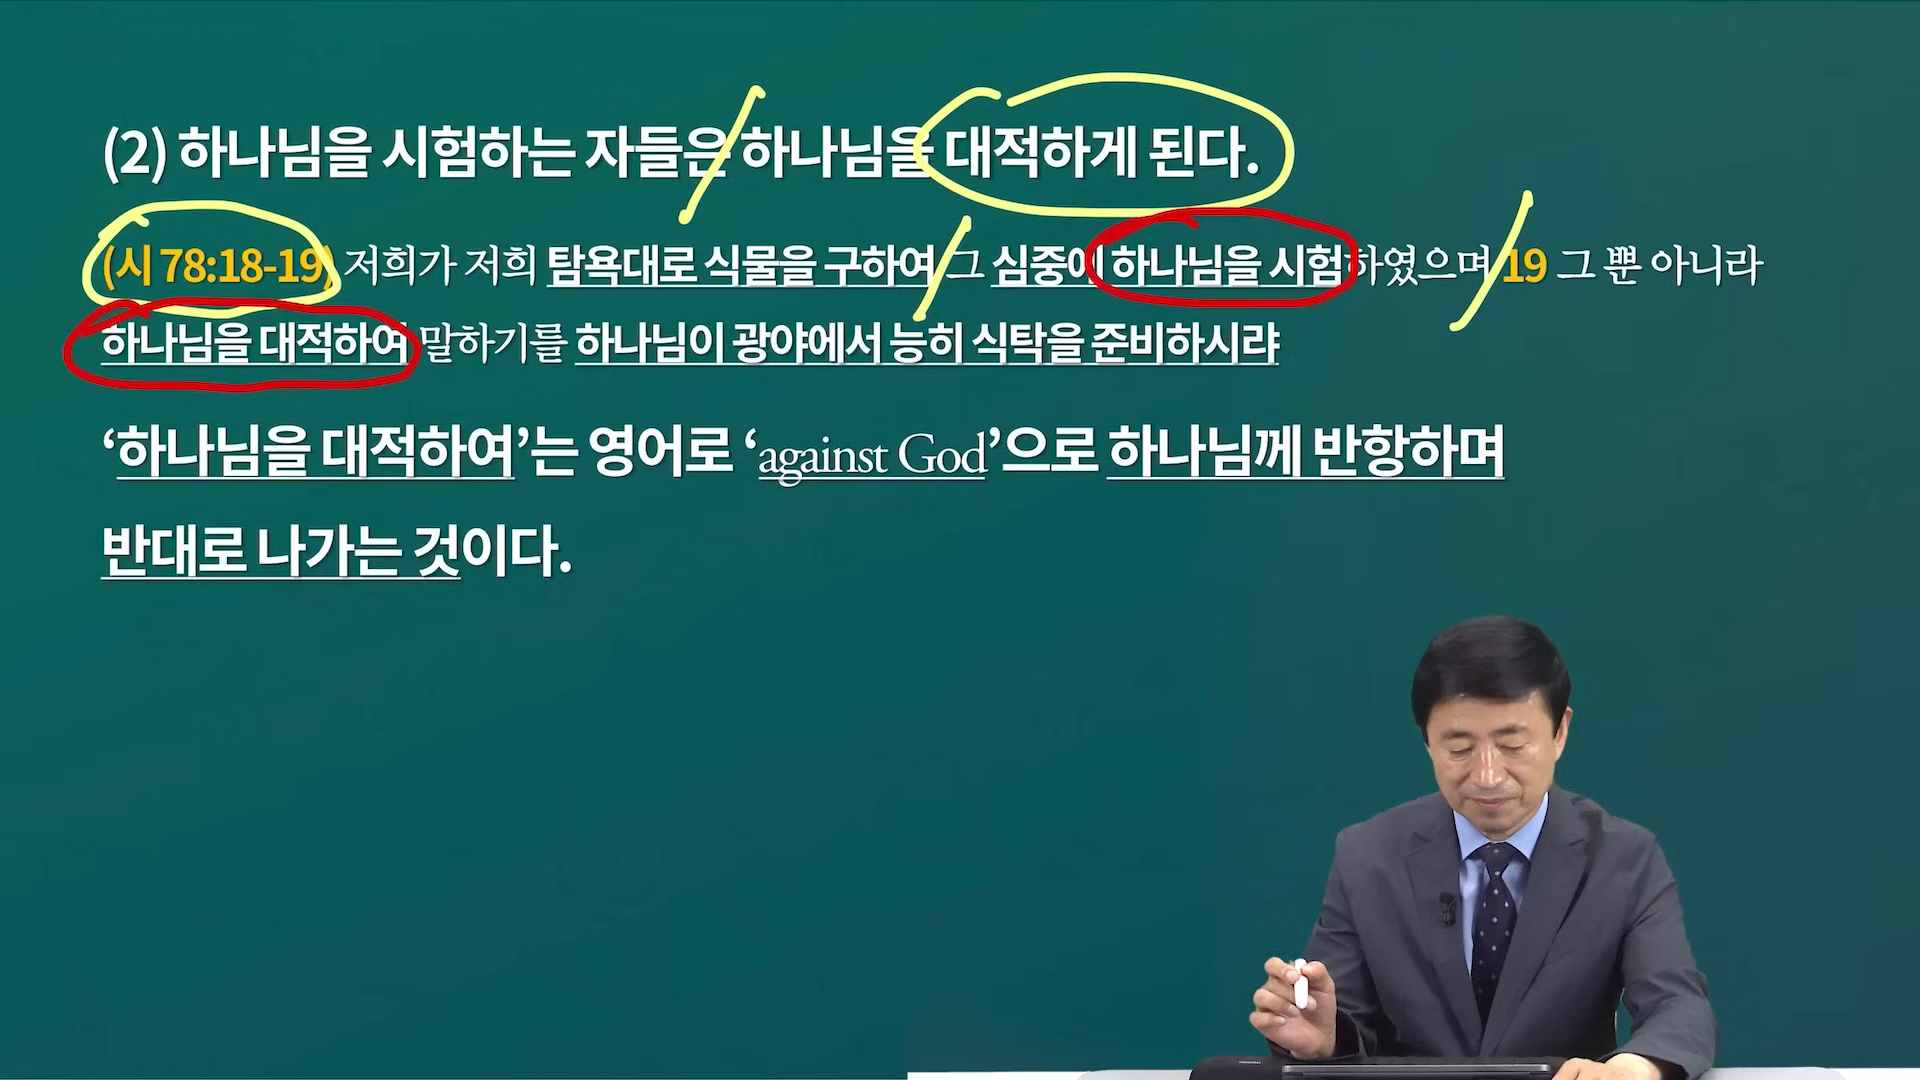 (2) 하나님을 시험하는 자들은 하나님을 대적하게 된다.
(시 78:18-19) 저희가 저희 탐욕대로 식물을 구하여 그 심중에 하나님을 시험하였으며 19 그 뿐 아니라
하나님을 대적하여 말하기를 하나님이 광야에서 능히 식탁을 준비하시랴
‘하나님을 대적하여’는 영어로 ‘against God’으로 하나님께 반항하며
반대로 나가는 것이다.